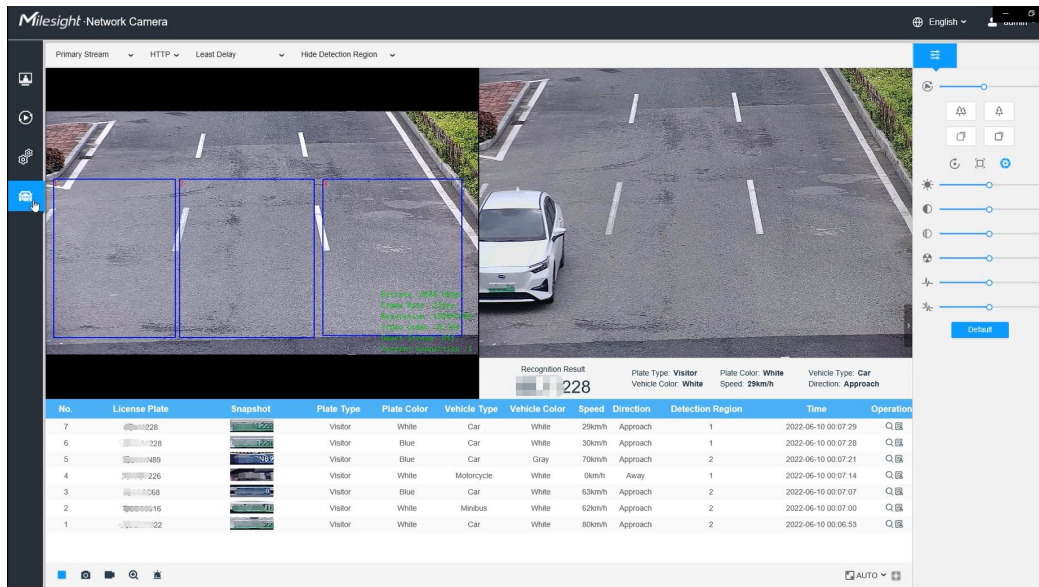 Milesight · Network Camera
English
admin
Primary Stream HTTP Least Delay Hide Detection Region
Recognition Result
228
Plate Type: Visitor Plate Color: White Vehicle Type: Car
Vehicle Color: White Speed: 29km/h Direction: Approach
No. License Plate Snapshot Plate Type Plate Color Vehicle Type Vehicle Color Speed Direction Detection Region Time Operation
7 228 Visitor White Car White 29km/h Approach 1 2022-06-10 00:07:29
6 228 Visitor Blue Car White 30km/h Approach 1 2022-06-10 00:07:28
5 N89 Visitor Blue Car Gray 70km/h Approach 2 2022-06-10 00:07:21
4 226 Visitor White Motorcycle White 0km/h Away 1 2022-06-10 00:07:14
3 C68 Visitor Blue Car White 63km/h Approach 2 2022-06-10 00:07:07
2 516 Visitor White Minibus White 62km/h Approach 2 2022-06-10 00:07:00
1 22 Visitor White Car White 80km/h Approach 2 2022-06-10 00:06:53
AUTO
Default